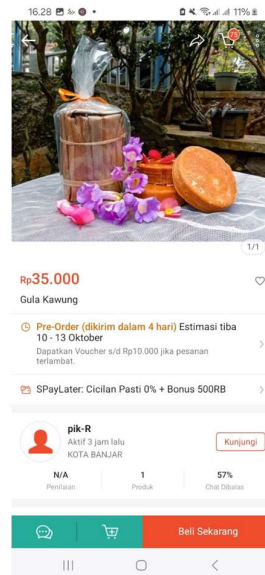 16.28
11%
75
1/1
Rp35.000
Gula Kawung
Pre-Order (dikirim dalam 4 hari) Estimasi tiba
10 - 13 Oktober
Dapatkan Voucher s/d Rp10.000 jika pesanan
terlambat.
SPayLater: Cicilan Pasti 0% + Bonus 500RB
pik-R
Aktif 3 jam lalu
KOTA BANJAR
Kunjungi
N/A 1 57%
Penilaian Produk Chat Dibalas
Beli Sekarang